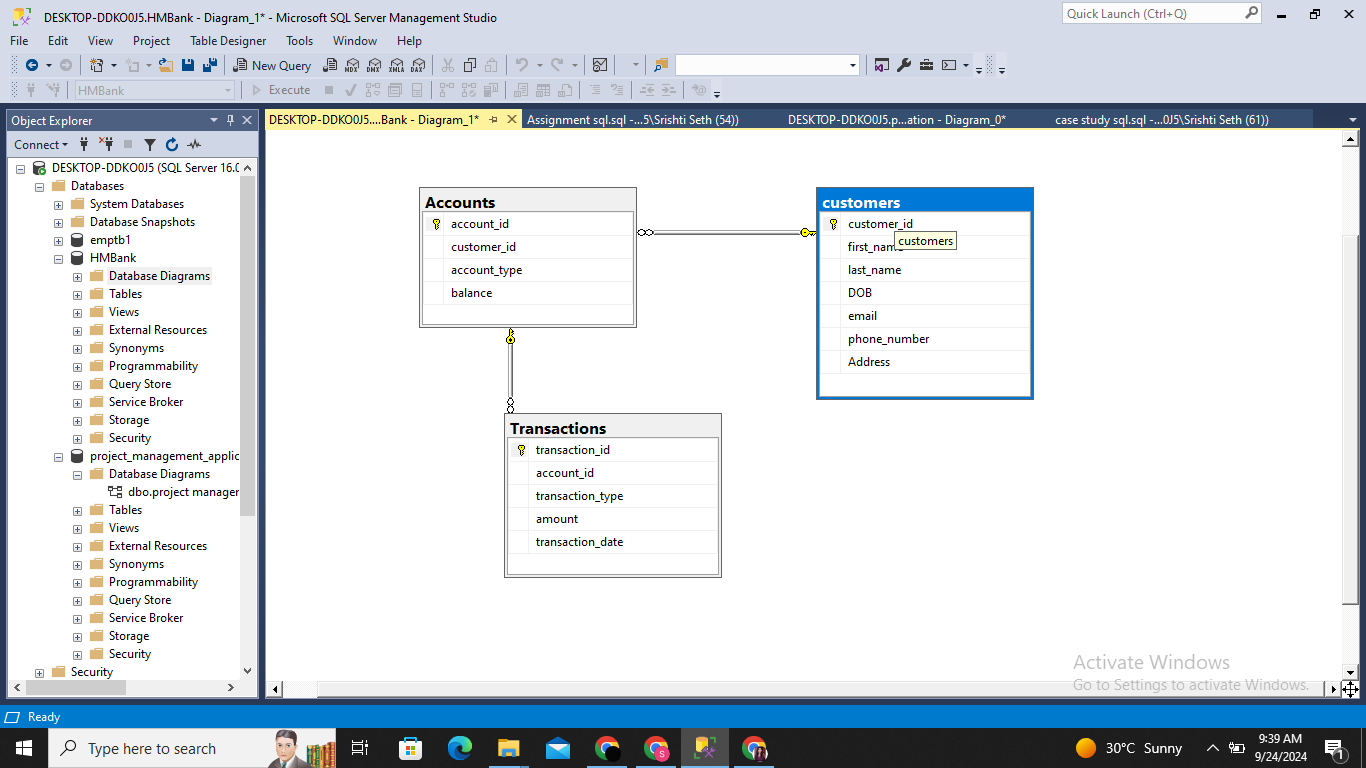 DESKTOP-DDKO0J5.HMBank - Diagram_1* - Microsoft SQL Server Management Studio
Quick Launch (Ctrl+Q)
File Edit View Project Table Designer Tools Window Help
New Query MDX DMX XMLA DAX
HMBank Execute
Object Explorer
DESKTOP-DDKO0J5....Bank - Diagram_1* Assignment sql.sql -...5\Srishti Seth (54)) DESKTOP-DDKO0J5.p...ation - Diagram_0* case study sql.sql -...0J5\Srishti Seth (61))
Connect
DESKTOP-DDKO0J5 (SQL Server 16.0
Databases
System Databases
Database Snapshots
emptb1
HMBank
Database Diagrams
Tables
Views
External Resources
Synonyms
Programmability
Query Store
Service Broker
Storage
Security
project_management_applic
Database Diagrams
dbo.project manager
Tables
Views
External Resources
Synonyms
Programmability
Query Store
Service Broker
Storage
Security
Security
Accounts
account_id
customer_id
account_type
balance
customers
customer_id
first_name
customers
last_name
DOB
email
phone_number
Address
Transactions
transaction_id
account_id
transaction_type
amount
transaction_date
Activate Windows
Go to Settings to activate Windows.
Ready
Type here to search
S
30°C Sunny
9:39 AM
9/24/2024
1